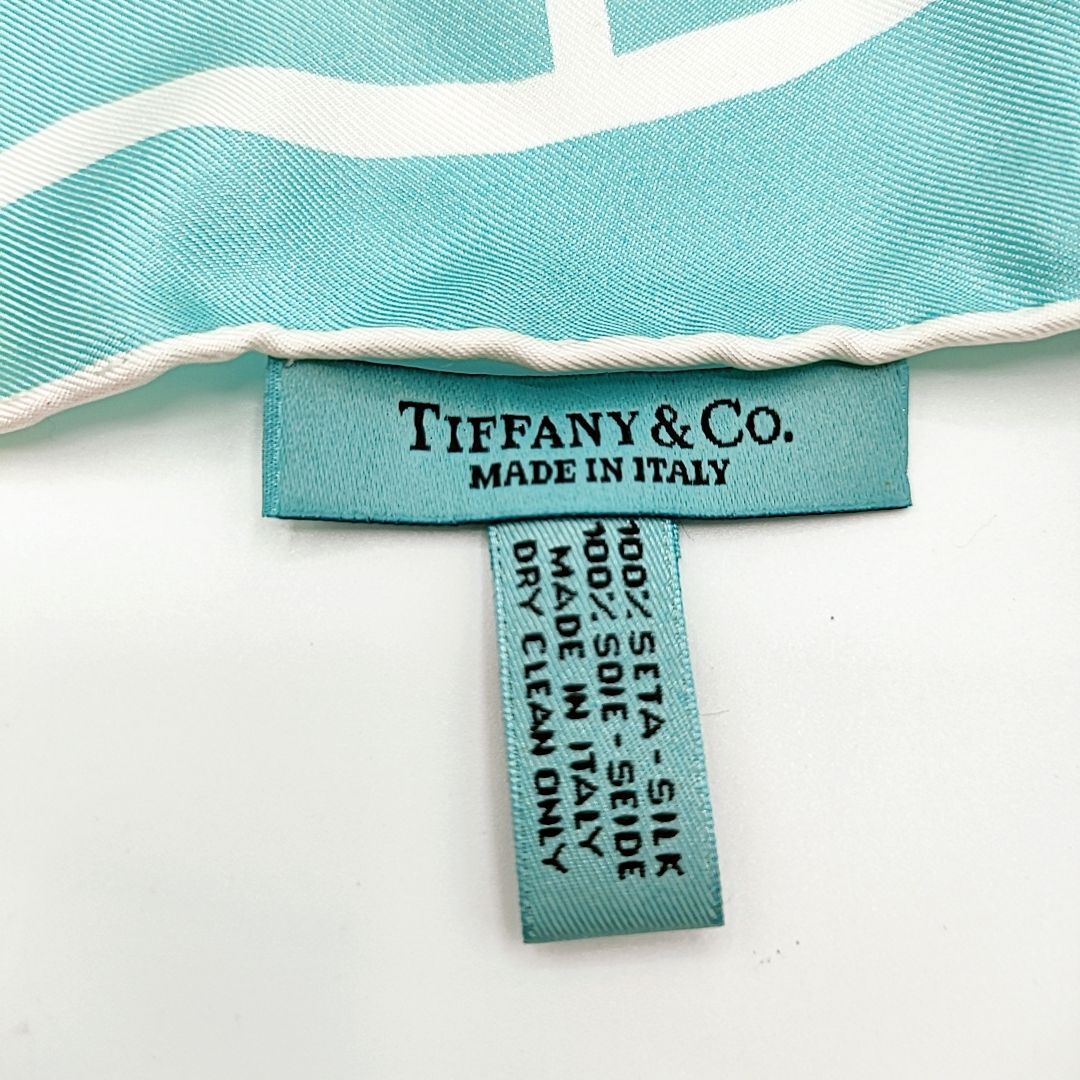 TIFFANY & CO.
MADE IN ITALY
100% SETA-SILK
100% SOIE-SEIDE
MADE IN ITALY
DRY CLEAN ONLY